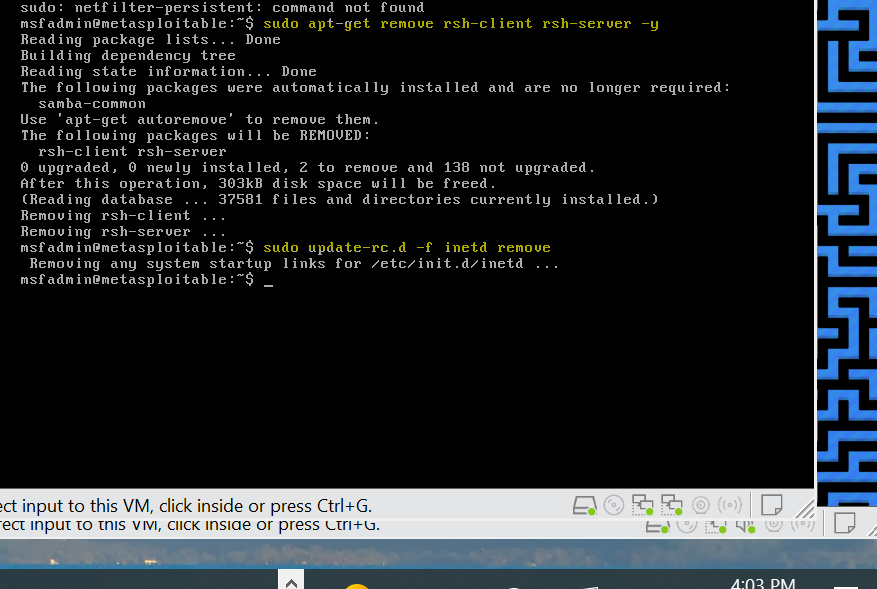 sudo: netfilter-persistent: command not found
msfadmin@metasploitable:~$ sudo apt-get remove rsh-client rsh-server -y
Reading package lists... Done
Building dependency tree
Reading state information... Done
The following packages were automatically installed and are no longer required:
  samba-common
Use 'apt-get autoremove' to remove them.
The following packages will be REMOVED:
  rsh-client rsh-server
0 upgraded, 0 newly installed, 2 to remove and 138 not upgraded.
After this operation, 303kB disk space will be freed.
(Reading database ... 37581 files and directories currently installed.)
Removing rsh-client ...
Removing rsh-server ...
msfadmin@metasploitable:~$ sudo update-rc.d -f inetd remove
 Removing any system startup links for /etc/init.d/inetd ...
msfadmin@metasploitable:~$ _
ect input to this VM, click inside or press Ctrl+G.
rect input to this VM, click inside or press Ctrl+G.
4:03 PM